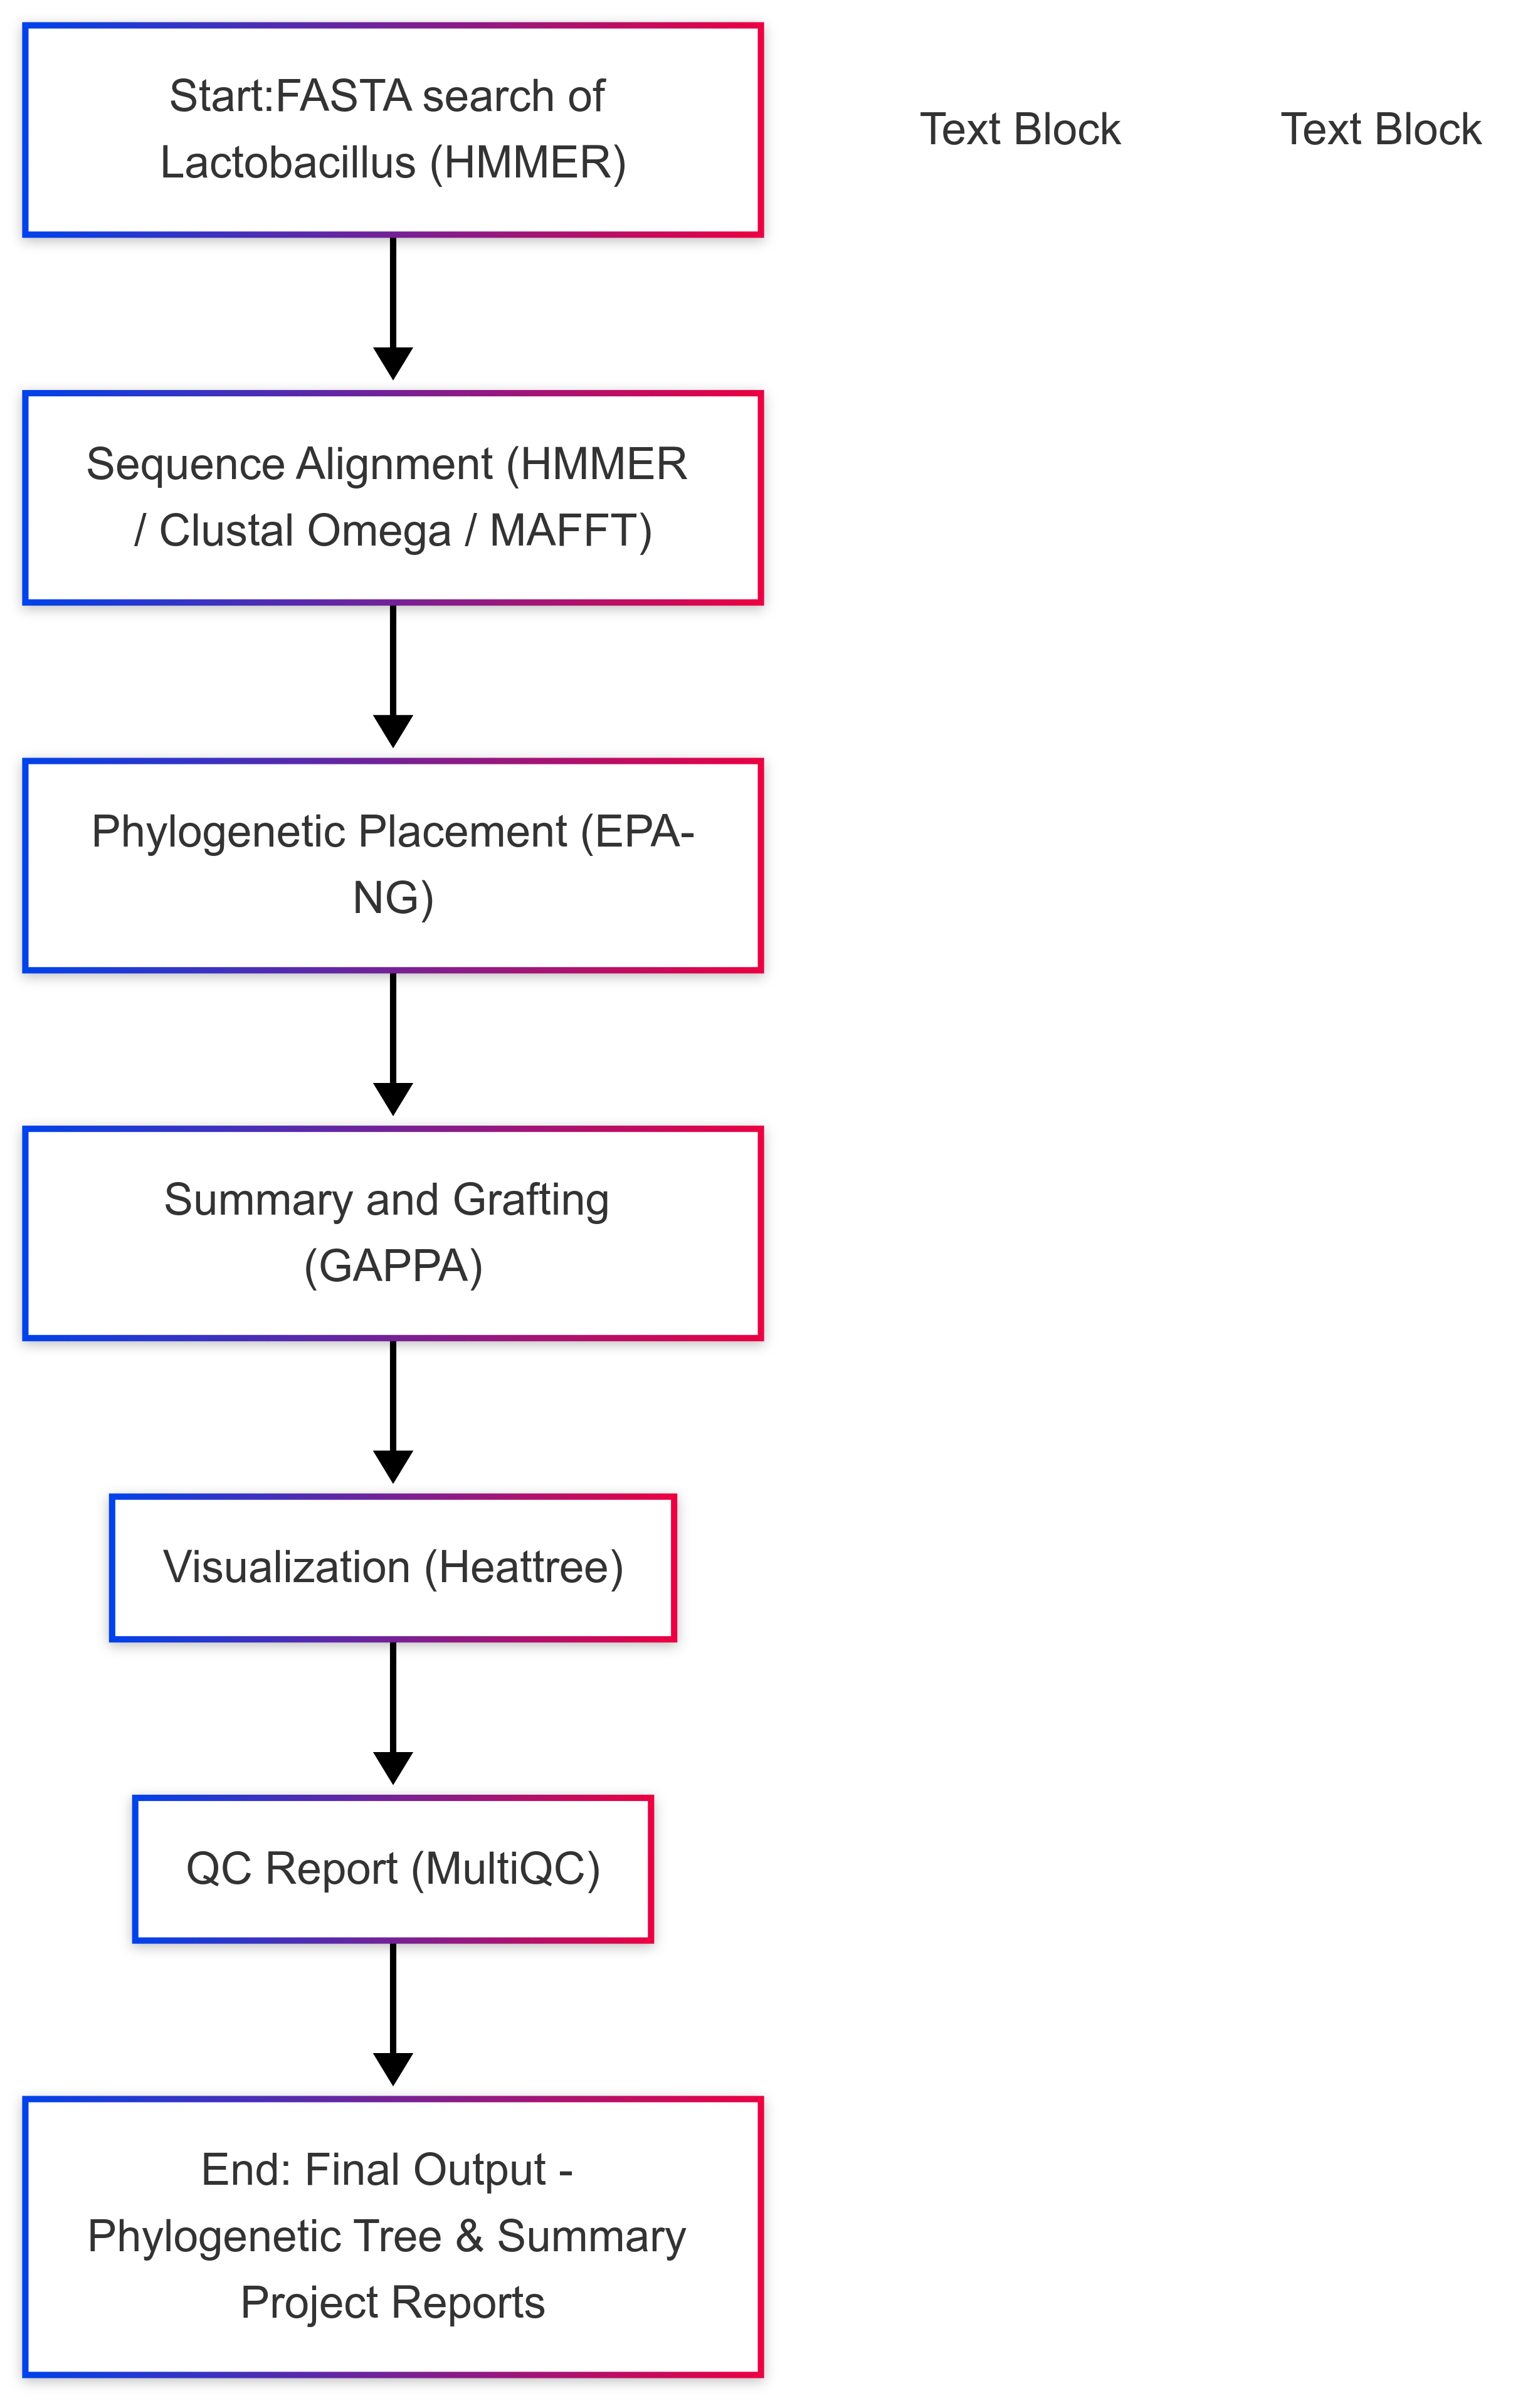 Start:FASTA search of
Lactobacillus (HMMER)
Text Block
Text Block
Sequence Alignment (HMMER
/ Clustal Omega / MAFFT)
Phylogenetic Placement (EPA-
NG)
Summary and Grafting
(GAPPA)
Visualization (Heattree)
QC Report (MultiQC)
End: Final Output -
Phylogenetic Tree & Summary
Project Reports